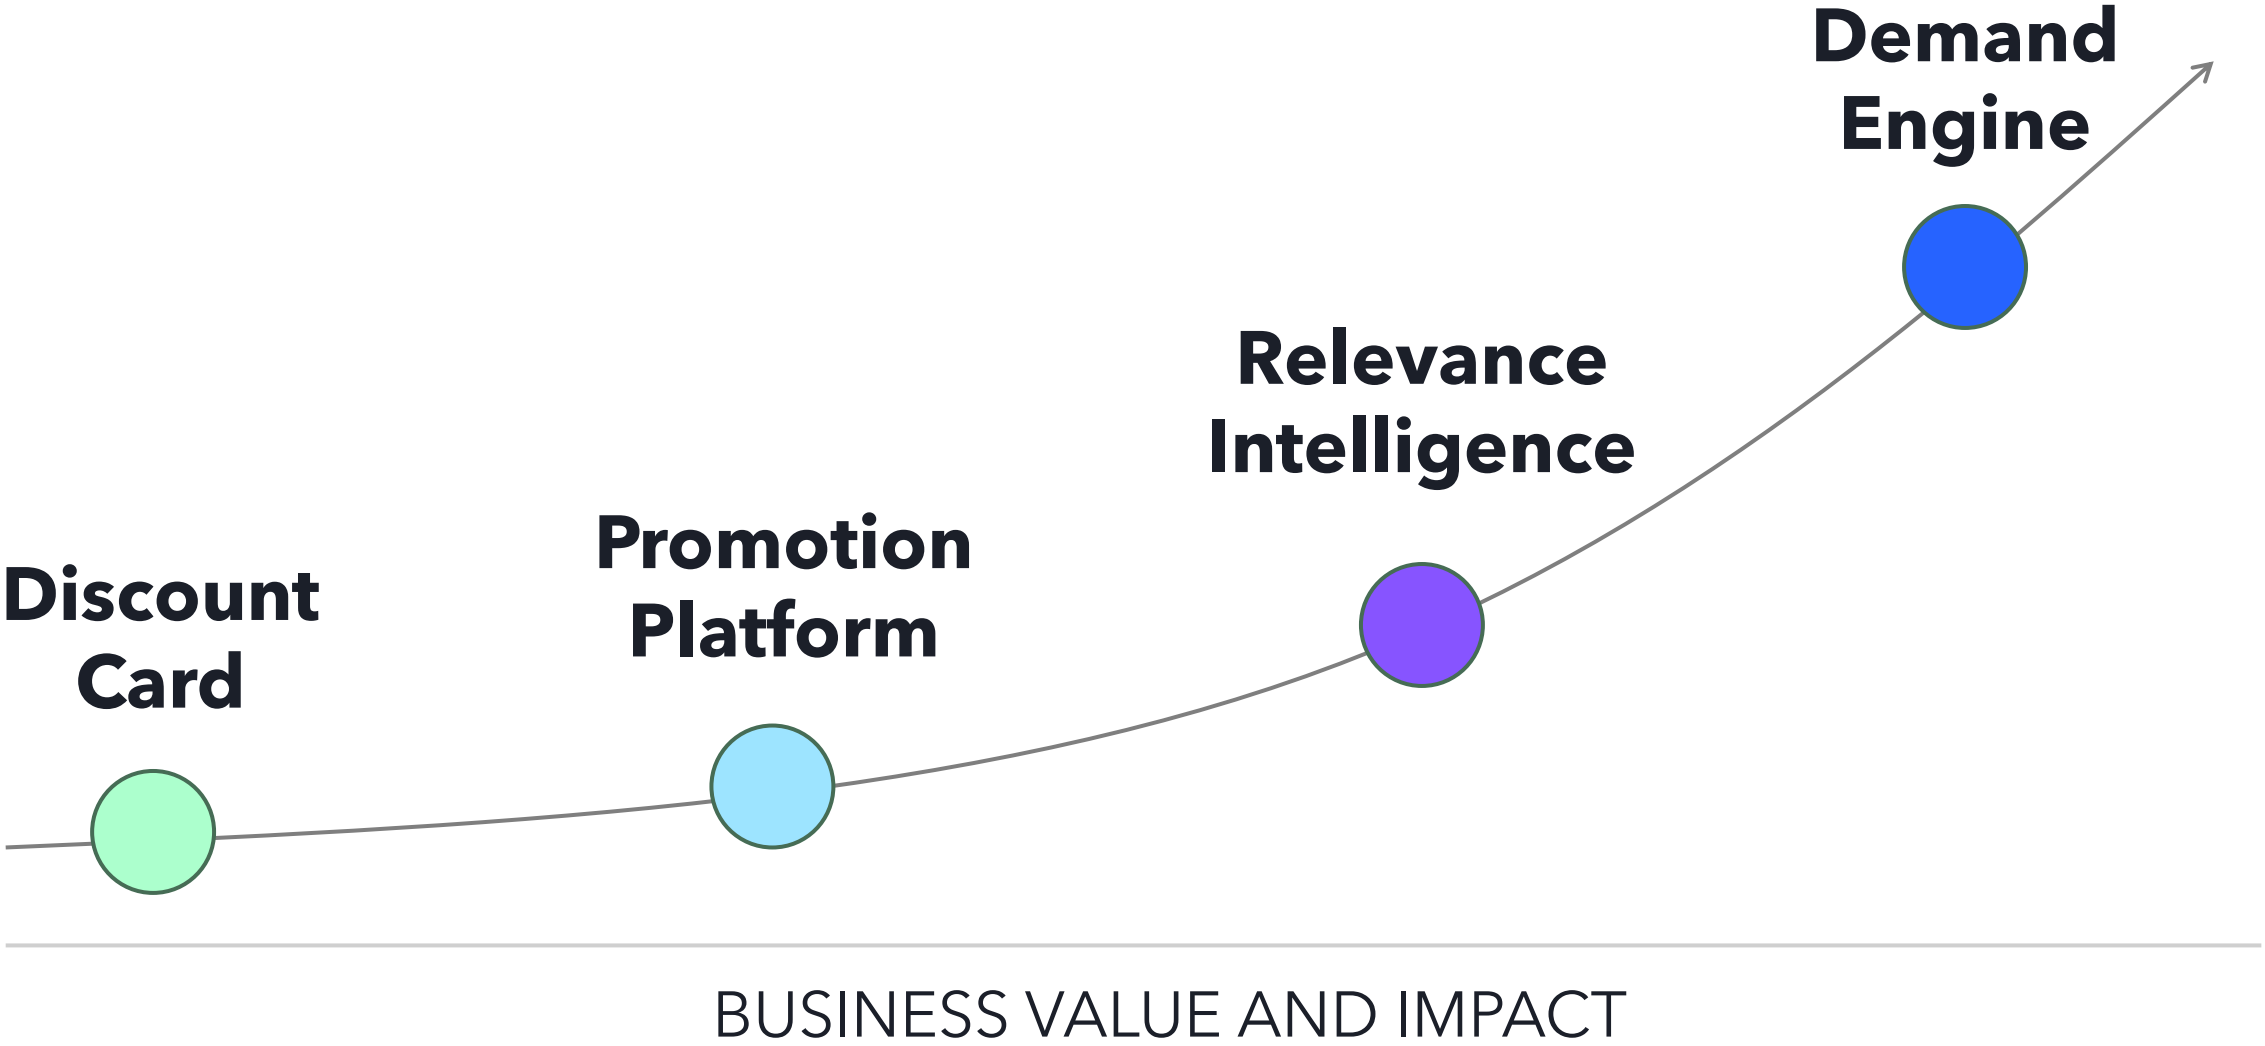 Discount
Card
Promotion
Platform
Relevance
Intelligence
Demand
Engine
BUSINESS VALUE AND IMPACT